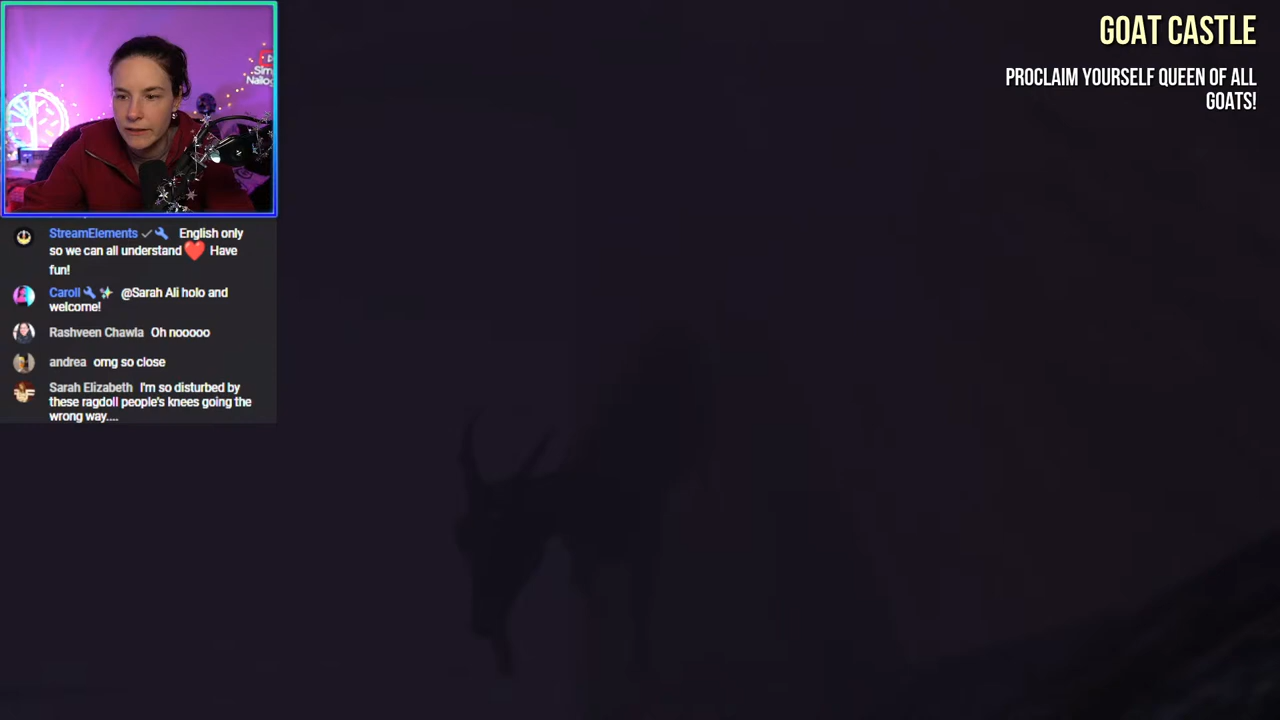 GOAT CASTLE
PROCLAIM YOURSELF QUEEN OF ALL
GOATS!
StreamElements English only
so we can all understand❤️ Have
fun!
Caroll @Sarah Ali holo and
welcome!
Rashveen Chawla Oh nooooo
andrea omg so close
Sarah Elizabeth I'm so disturbed by
these ragdoll people's knees going the
wrong way....